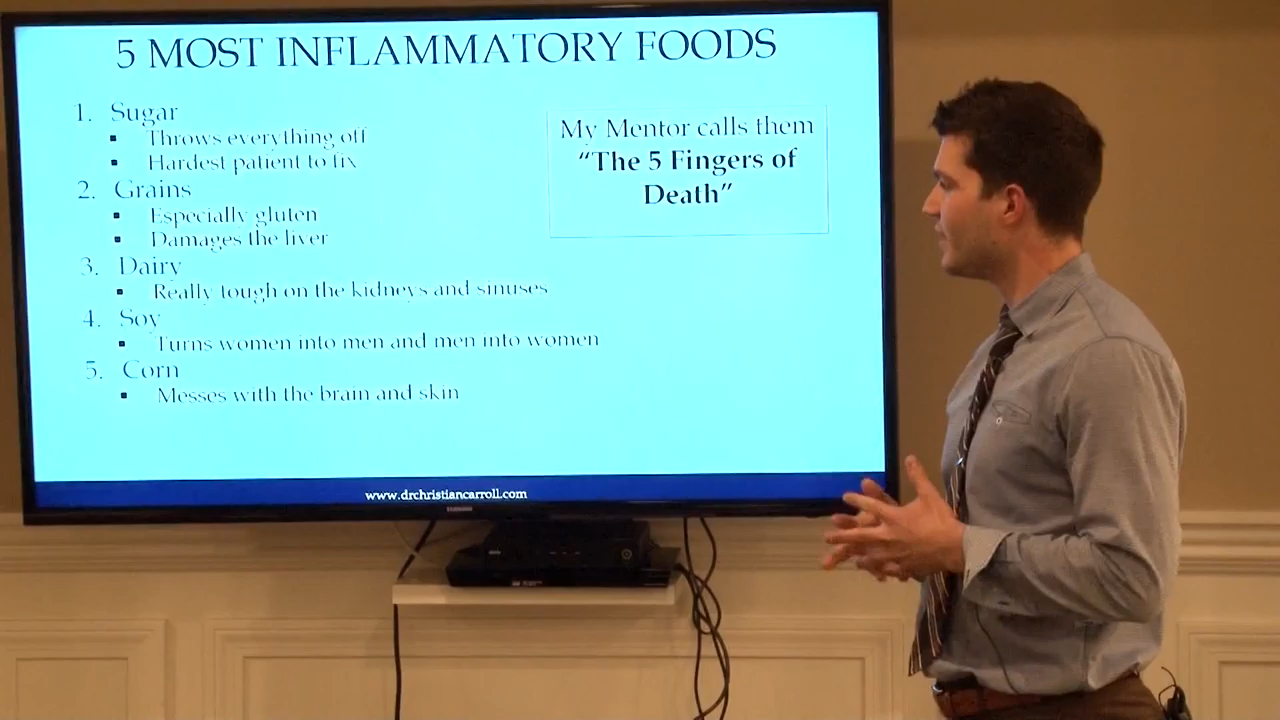 5 MOST INFLAMMATORY FOODS
1. Sugar
▪ Throws everything off
▪ Hardest patient to fix
2. Grains
▪ Especially gluten
▪ Damages the liver
3. Dairy
▪ Really tough on the kidneys and sinuses
4. Soy
▪ Turns women into men and men into women
5. Corn
▪ Messes with the brain and skin
My Mentor calls them
“The 5 Fingers of
Death”
www.drchristiancarroll.com
SAMSUNG